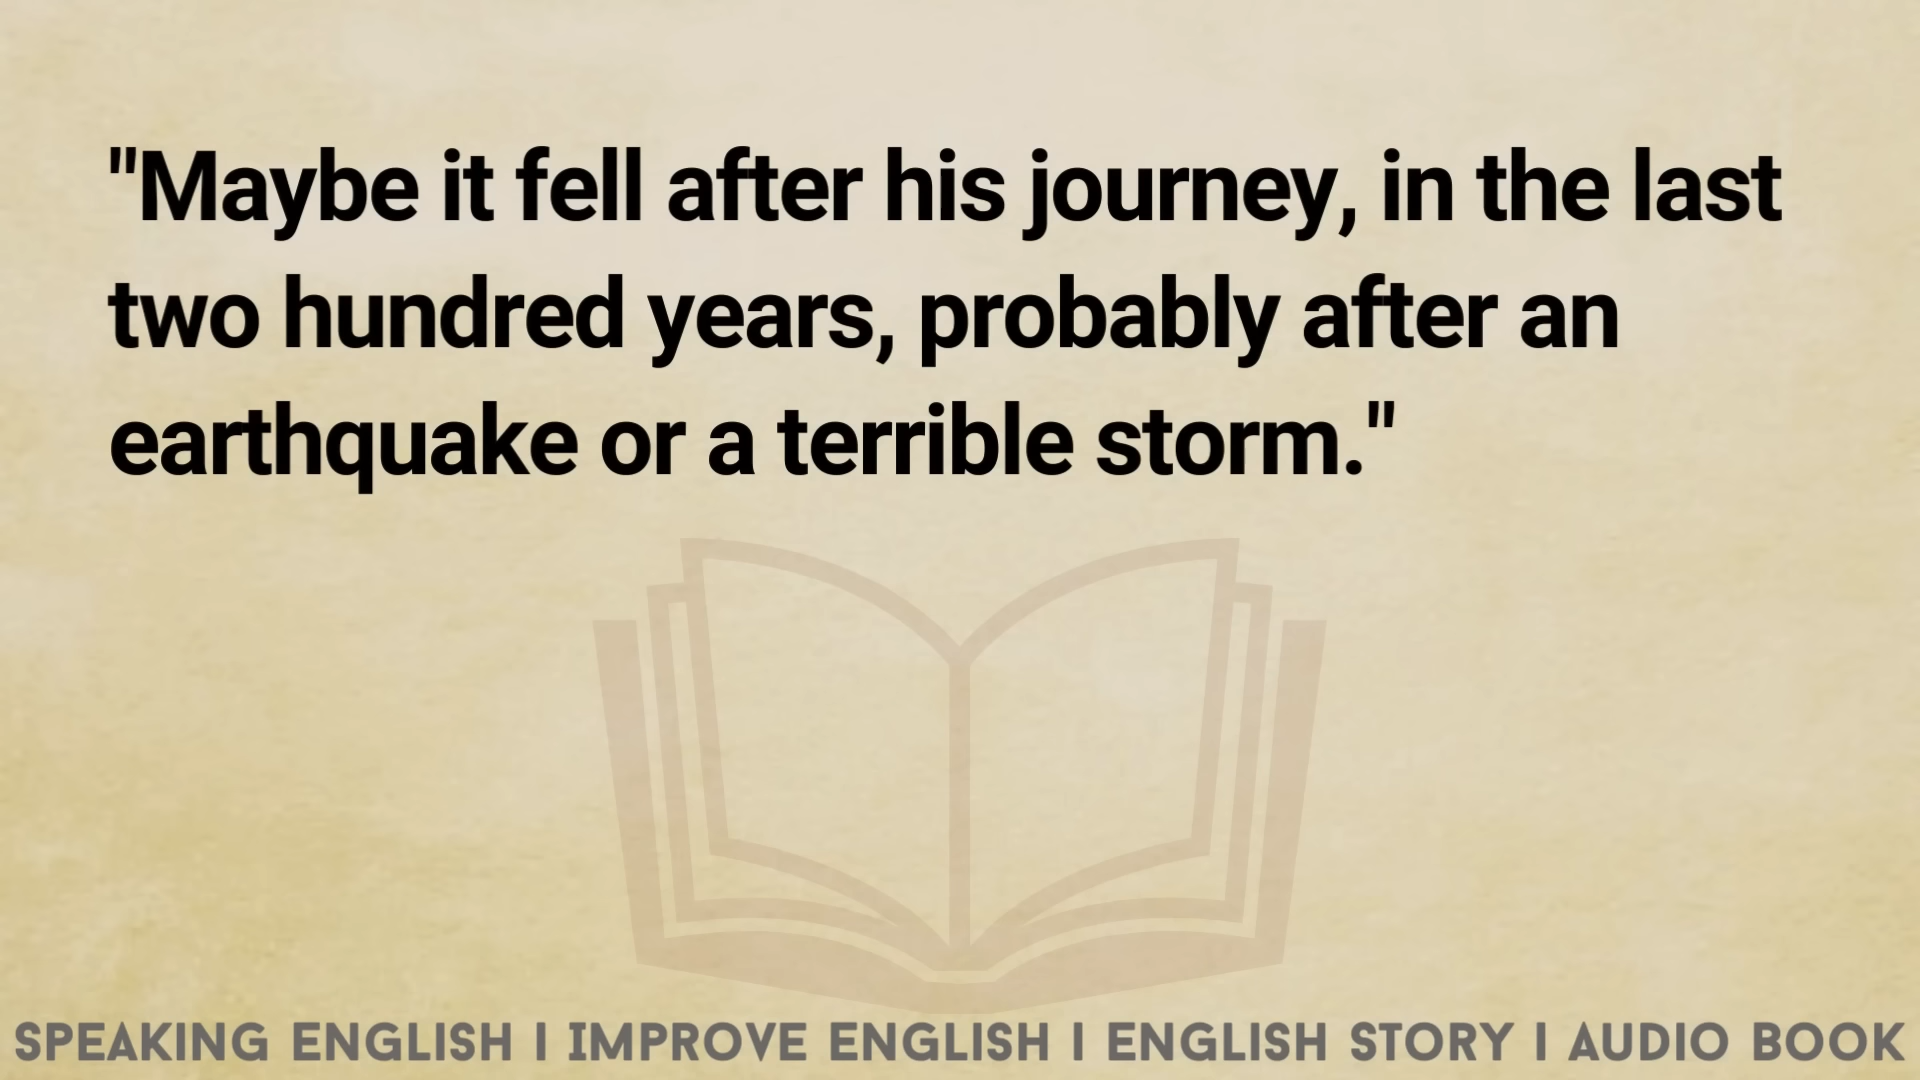 "Maybe it fell after his journey, in the last
two hundred years, probably after an
earthquake or a terrible storm."
SPEAKING ENGLISH | IMPROVE ENGLISH | ENGLISH STORY | AUDIO BOOK